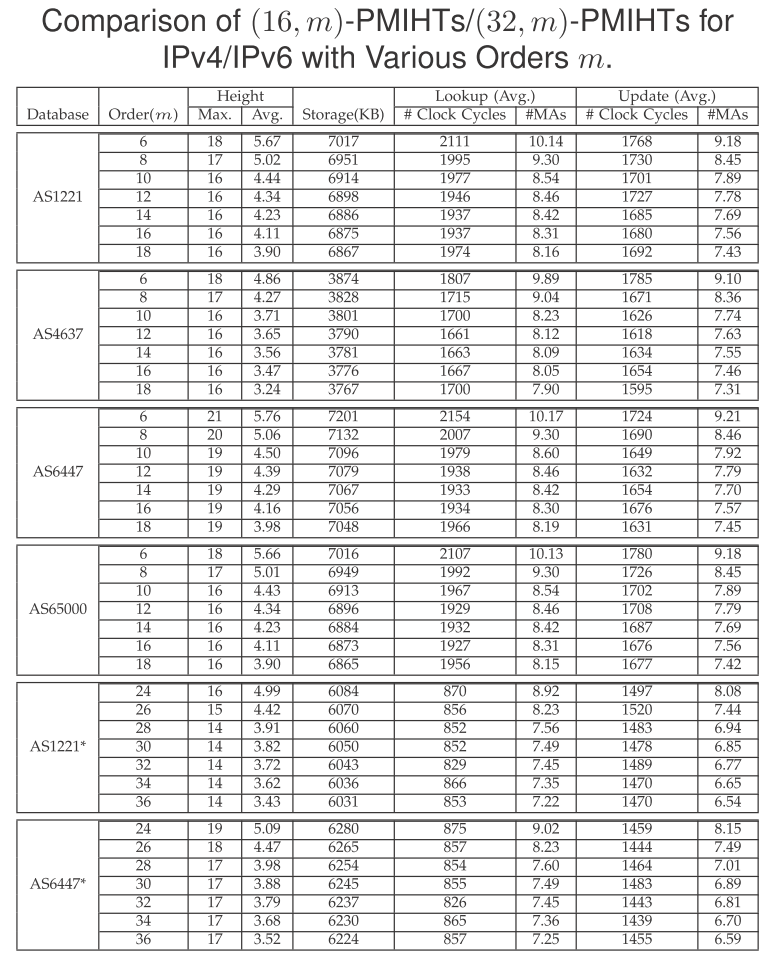 Comparison of (16, m)-PMIHTs/(32, m)-PMIHTs for
IPv4/IPv6 with Various Orders m.
Height Lookup (Avg.) Update (Avg.)
Database Order(m) Max. Avg. Storage(KB) # Clock Cycles #MAs # Clock Cycles #MAs
6 18 5.67 7017 2111 10.14 1768 9.18
8 17 5.02 6951 1995 9.30 1730 8.45
10 16 4.44 6914 1977 8.54 1701 7.89
AS1221 12 16 4.34 6898 1946 8.46 1727 7.78
14 16 4.23 6886 1937 8.42 1685 7.69
16 16 4.11 6875 1937 8.31 1680 7.56
18 16 3.90 6867 1974 8.16 1692 7.43
6 18 4.86 3874 1807 9.89 1785 9.10
8 17 4.27 3828 1715 9.04 1671 8.36
10 16 3.71 3801 1700 8.23 1626 7.74
AS4637 12 16 3.65 3790 1661 8.12 1618 7.63
14 16 3.56 3781 1663 8.09 1634 7.55
16 16 3.47 3776 1667 8.05 1654 7.46
18 16 3.24 3767 1700 7.90 1595 7.31
6 21 5.76 7201 2154 10.17 1724 9.21
8 20 5.06 7132 2007 9.30 1690 8.46
10 19 4.50 7096 1979 8.60 1649 7.92
AS6447 12 19 4.39 7079 1938 8.46 1632 7.79
14 19 4.29 7067 1933 8.42 1654 7.70
16 19 4.16 7056 1934 8.30 1676 7.57
18 19 3.98 7048 1966 8.19 1631 7.45
6 18 5.66 7016 2107 10.13 1780 9.18
8 17 5.01 6949 1992 9.30 1726 8.45
10 16 4.43 6913 1967 8.54 1702 7.89
AS65000 12 16 4.34 6896 1929 8.46 1708 7.79
14 16 4.23 6884 1932 8.42 1687 7.69
16 16 4.11 6873 1927 8.31 1676 7.56
18 16 3.90 6865 1956 8.15 1677 7.42
24 16 4.99 6084 870 8.92 1497 8.08
26 15 4.42 6070 856 8.23 1520 7.44
28 14 3.91 6060 852 7.56 1483 6.94
AS1221* 30 14 3.82 6050 852 7.49 1478 6.85
32 14 3.72 6043 829 7.45 1489 6.77
34 14 3.62 6036 866 7.35 1470 6.65
36 14 3.43 6031 853 7.22 1470 6.54
24 19 5.09 6280 875 9.02 1459 8.15
26 18 4.47 6265 857 8.23 1444 7.49
28 17 3.98 6254 854 7.60 1464 7.01
AS6447* 30 17 3.88 6245 855 7.49 1483 6.89
32 17 3.79 6237 826 7.45 1443 6.81
34 17 3.68 6230 865 7.36 1439 6.70
36 17 3.52 6224 857 7.25 1455 6.59